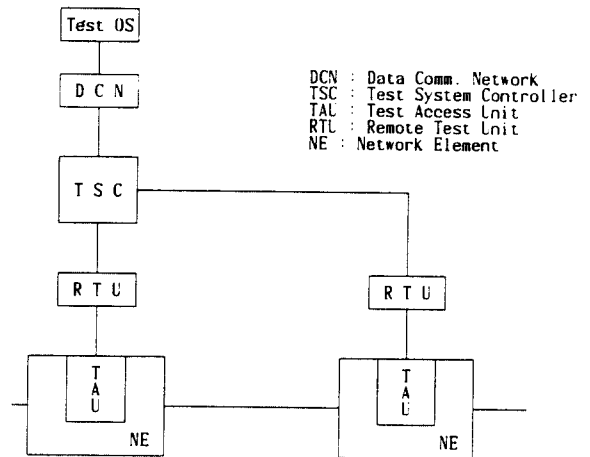 Test OS
D C N
DCN : Data Comm. Network
TSC : Test System Controller
TAU : Test Access Unit
RTU : Remote Test Unit
NE : Network Element
T S C
R T U
R T U
T
A
U
NE
T
A
U
NE